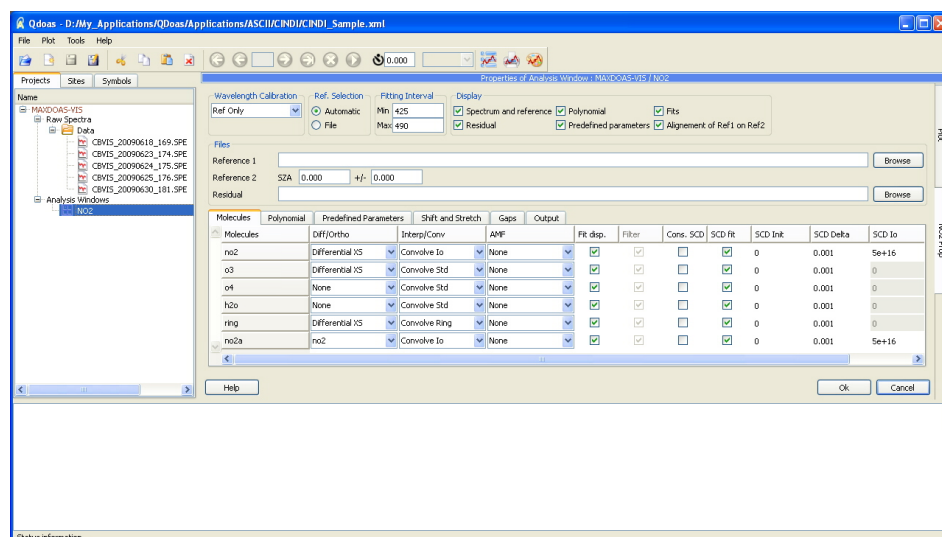 Qdoas - D:/My_Applications/QDoas/Applications/ASCII/CINDI/CINDI_Sample.xml
File Plot Tools Help
0.000
Projects Sites Symbols
Properties of Analysis Window : MAXDOAS-VIS / NO2
Name
MAXDOAS-VIS
Raw Spectra
Data
CBVIS_20090618_169.SPE
CBVIS_20090623_174.SPE
CBVIS_20090624_175.SPE
CBVIS_20090625_176.SPE
CBVIS_20090630_181.SPE
Analysis Windows
NO2
Wavelength Calibration Ref. Selection Fitting Interval Display
Ref Only Automatic Min 425 Spectrum and reference Polynomial Fits
File Max 490 Residual Predefined parameters Alignement of Ref1 on Ref2
Files
Reference 1 Browse
Reference 2 SZA 0.000 +/- 0.000
Residual Browse
Molecules Polynomial Predefined Parameters Shift and Stretch Gaps Output
Molecules Diff/Ortho Interp/Conv AMF Fit disp. Filter Cons. SCD SCD fit SCD Init SCD Delta SCD Io
no2 Differential XS Convolve Io None 0 0.001 5e+16
o3 Differential XS Convolve Std None 0 0.001 0
o4 None Convolve Std None 0 0.001 0
h2o None Convolve Std None 0 0.001 0
ring Differential XS Convolve Ring None 0 0.001 0
no2a no2 Convolve Io None 0 0.001 5e+16
Help Ok Cancel
Status information